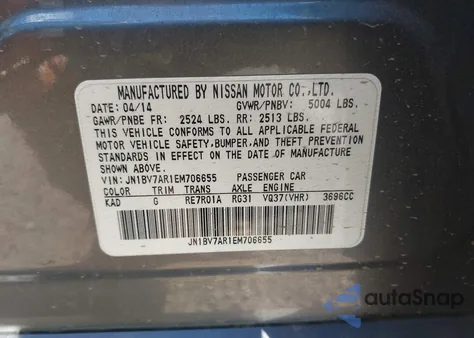 MANUFACTURED BY NISSAN MOTOR CO.,LTD.
DATE: 04/14 GVWR/PNBV: 5004 LBS.
GAWR/PNBE FR: 2524 LBS. RR: 2513 LBS.
THIS VEHICLE CONFORMS TO ALL APPLICABLE FEDERAL
MOTOR VEHICLE SAFETY,BUMPER,AND THEFT PREVENTION
STANDARDS IN EFFECT ON THE DATE OF MANUFACTURE
SHOWN ABOVE.
VIN:JN1BV7AR1EM706655 PASSENGER CAR
COLOR TRIM TRANS AXLE ENGINE
KAD G RE7R01A RG31 VQ37(VHR) 3696CC
JN1BV7AR1EM706655
autaSnap